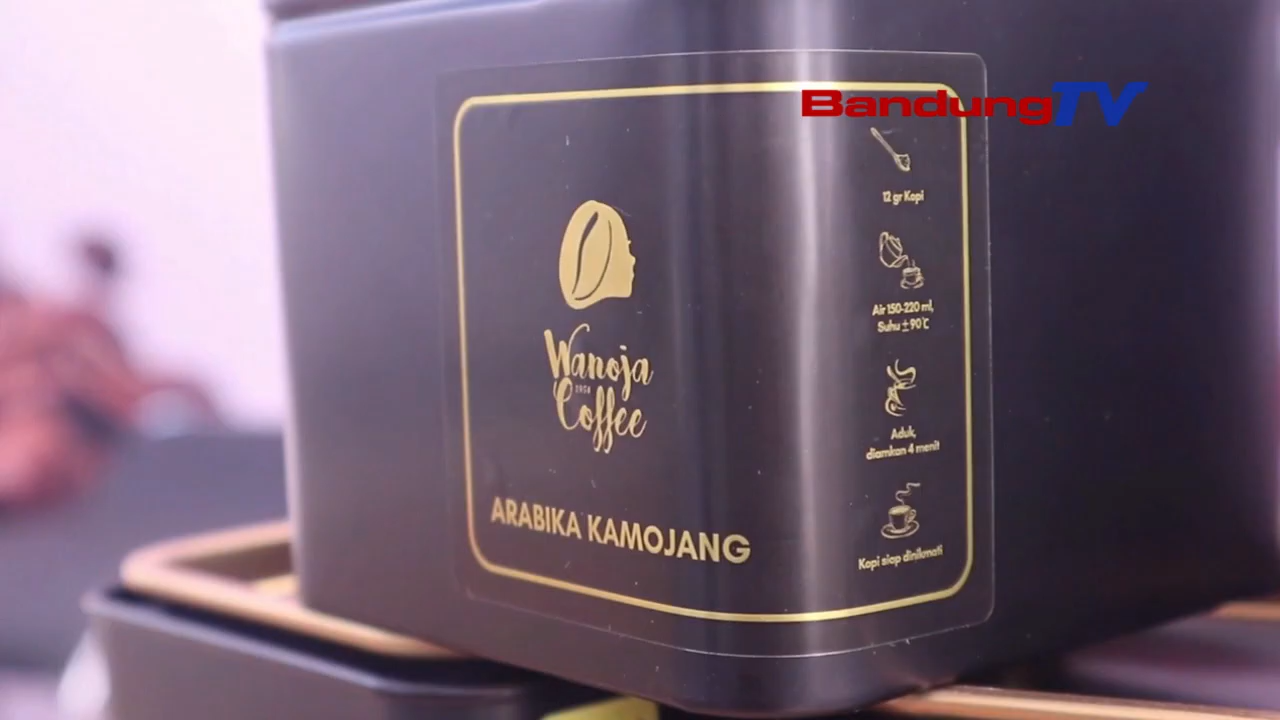 BandungTV
12 gr Kopi
Air 150-220 ml,
Suhu ± 90°C
Aduk,
diamkan 4 menit
Kopi siap dinikmati
Wanoja
Coffee
ARABIKA KAMOJANG